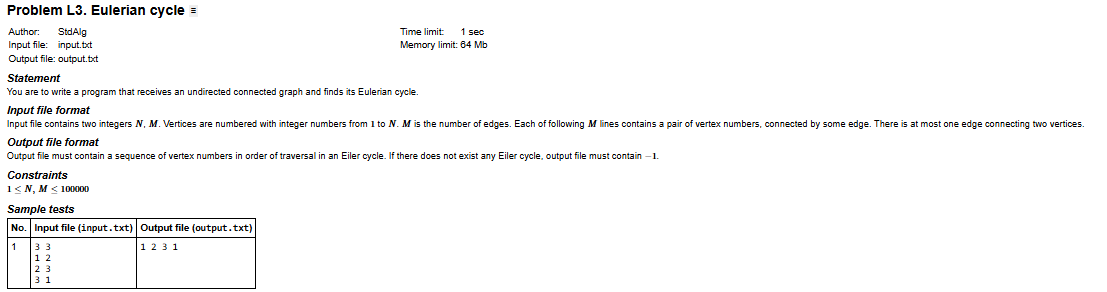 Problem L3. Eulerian cycle
Author: StdAlg Time limit: 1 sec
Input file: input.txt Memory limit: 64 Mb
Output file: output.txt
Statement
You are to write a program that receives an undirected connected graph and finds its Eulerian cycle.
Input file format
Input file contains two integers N, M. Vertices are numbered with integer numbers from 1 to N. M is the number of edges. Each of following M lines contains a pair of vertex numbers, connected by some edge. There is at most one edge connecting two vertices.
Output file format
Output file must contain a sequence of vertex numbers in order of traversal in an Eiler cycle. If there does not exist any Eiler cycle, output file must contain −1.
Constraints
1 ≤ N, M ≤ 100000
Sample tests
No. Input file (input.txt) Output file (output.txt)
1 3 3 1 2 3 1
1 2
2 3
3 1